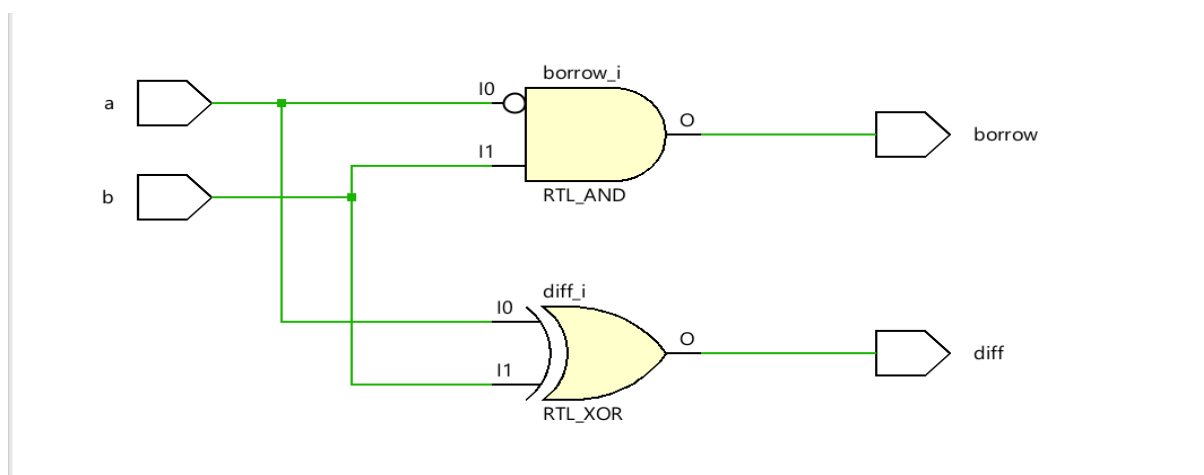 borrow_i
I0
a
O
borrow
I1
b
RTL_AND
diff_i
I0
O
diff
I1
RTL_XOR